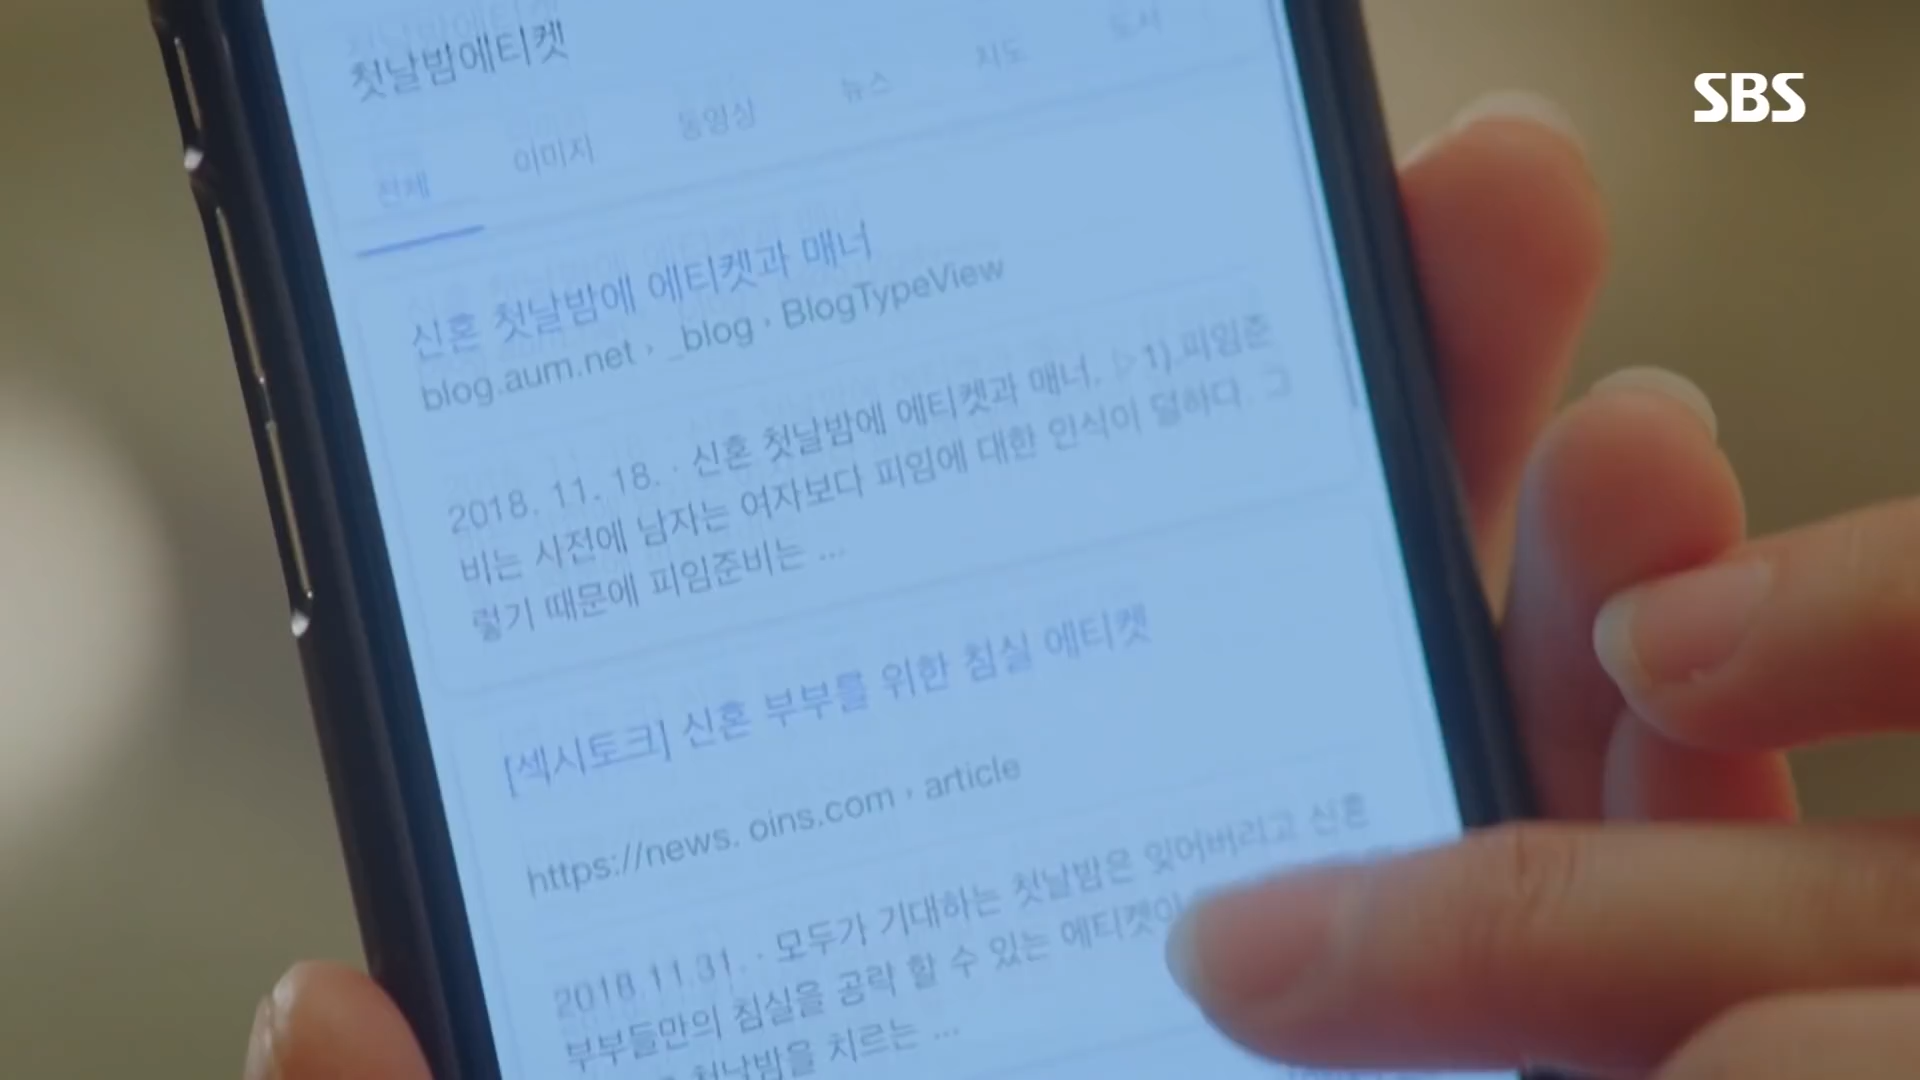 SBS
첫날밤에티켓
전체 이미지 동영상 뉴스 지도 도서
신혼 첫날밤에 에티켓과 매너
blog.aum.net › _blog › BlogTypeView
2018. 11. 18. · 신혼 첫날밤에 에티켓과 매너. ▷1).피임준
비는 사전에 남자는 여자보다 피임에 대한 인식이 덜하다. 그
렇기 때문에 피임준비는 ...
[섹시토크] 신혼 부부를 위한 침실 에티켓
https://news. oins.com › article
2018.11.31. · 모두가 기대하는 첫날밤은 잊어버리고 신혼
부부들만의 침실을 공략 할 수 있는 에티켓이
첫날밤을 치르는 ...